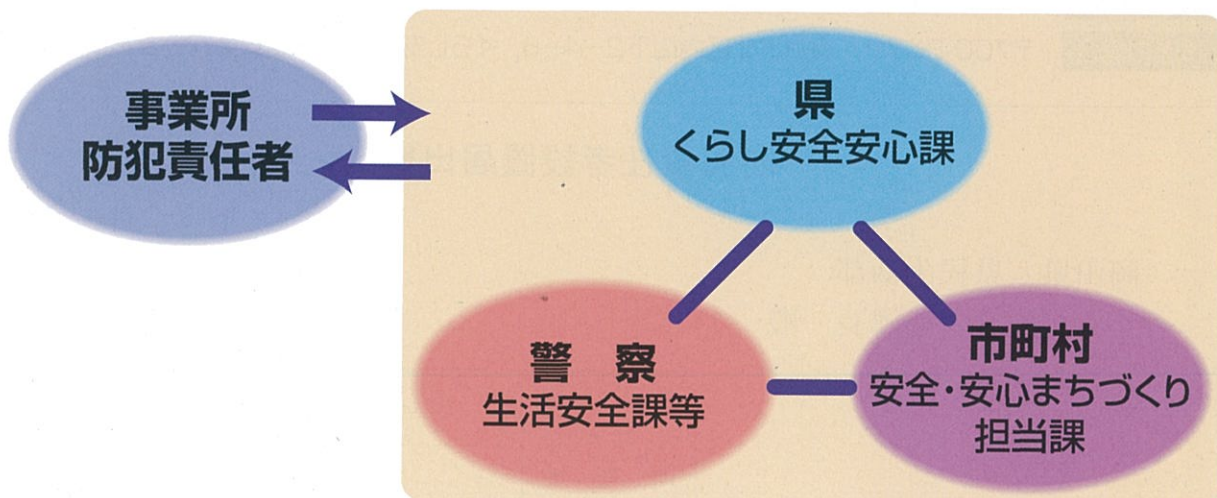 事業所
防犯責任者
県
くらし安全安心課
警　察
生活安全課等
市町村
安全・安心まちづくり
担当課